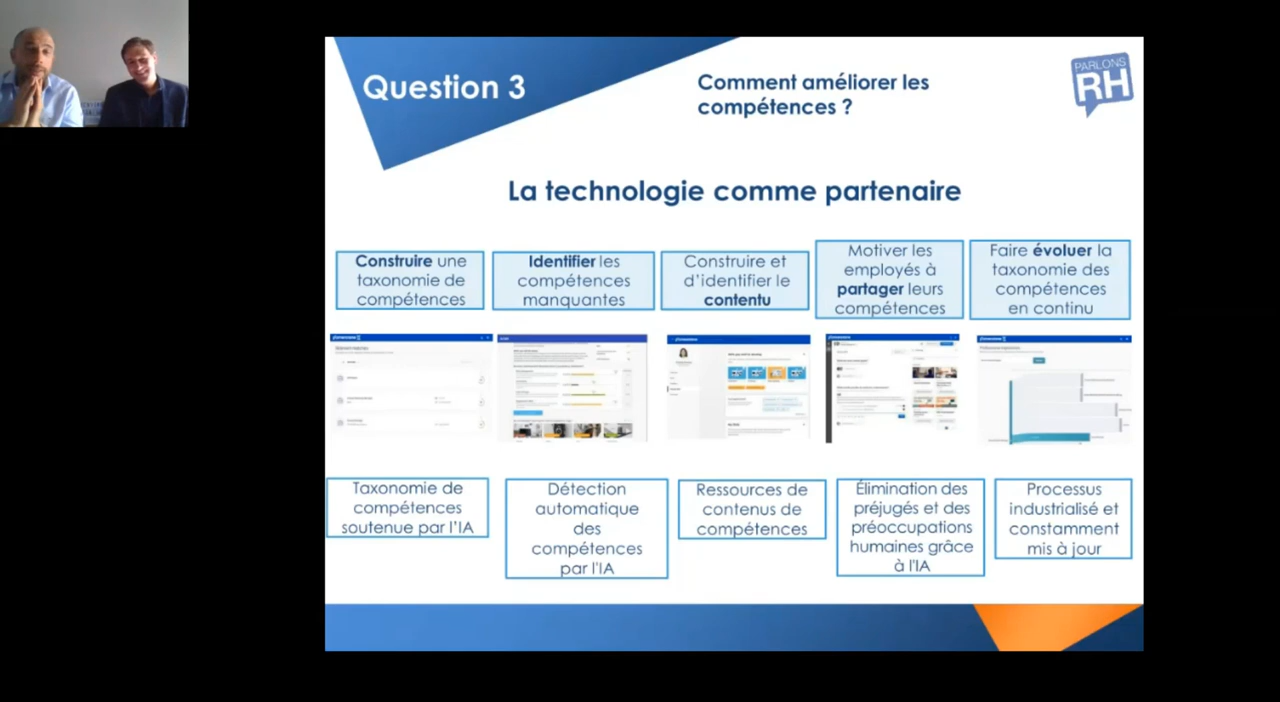 Question 3
Comment améliorer les
compétences ?
PARLONS
RH
La technologie comme partenaire
Construire une
taxonomie de
compétences
Identifier les
compétences
manquantes
Construire et
d’identifier le
contenu
Motiver les
employés à
partager leurs
compétences
Faire évoluer la
taxonomie des
compétences
en continu
Taxonomie de
compétences
soutenue par l’IA
Détection
automatique
des
compétences
par l'IA
Ressources de
contenus de
compétences
Élimination des
préjugés et des
préoccupations
humaines grâce
à l'IA
Processus
industrialisé et
constamment
mis à jour